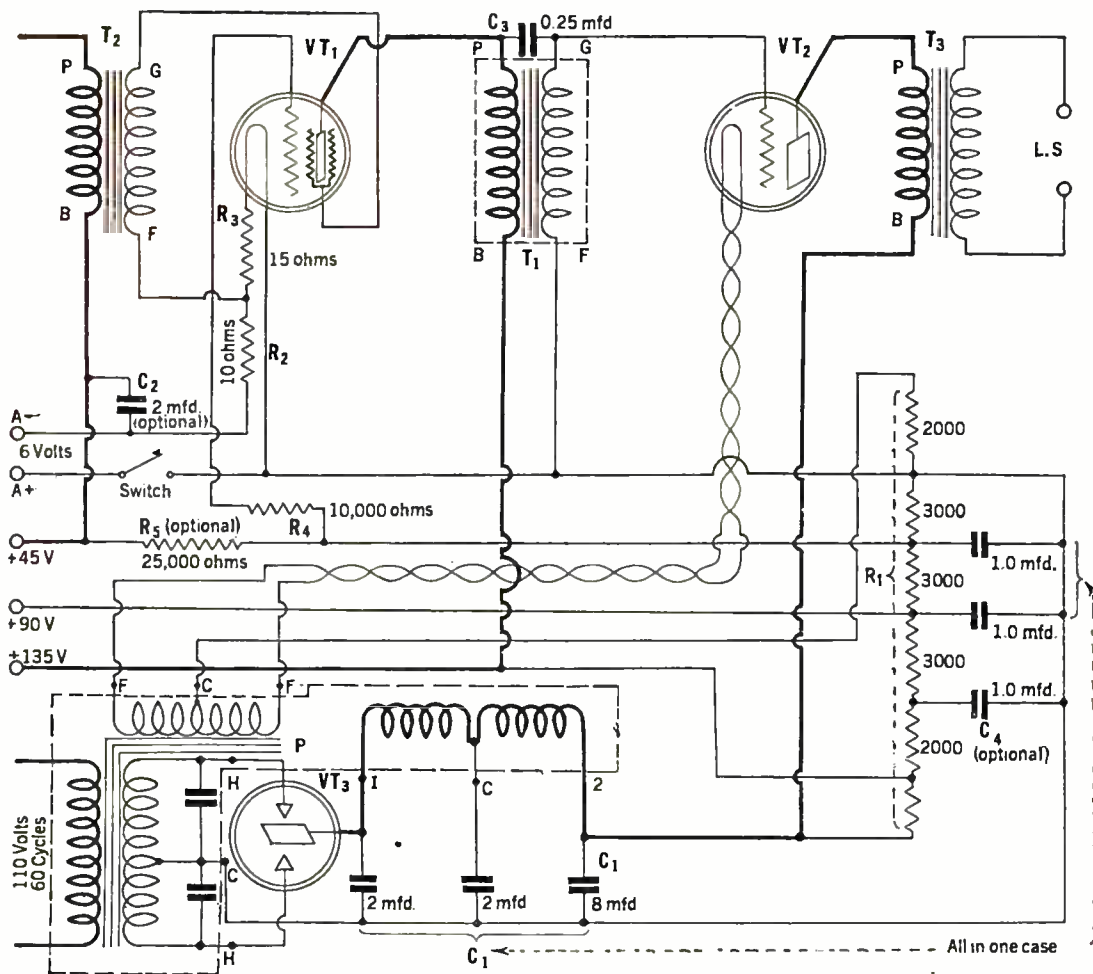 T2
P
G
B
F
VT1
R3
15 ohms
10 ohms
R2
C3
0.25 mfd
P
G
B
T1
F
VT2
T3
P
B
L.S
C2
2 mfd.
(optional)
A-
6 Volts
A+
Switch
10,000 ohms
R4
R5 (optional)
25,000 ohms
+45V
+90V
+135V
R1
2000
3000
3000
3000
2000
1.0 mfd.
1.0 mfd.
1.0 mfd.
C4
(optional)
F
C
F
P
H
VT3
I
C
2
110 Volts
60 Cycles
C
H
2 mfd.
2 mfd
C1
8 mfd
C1
All in one case